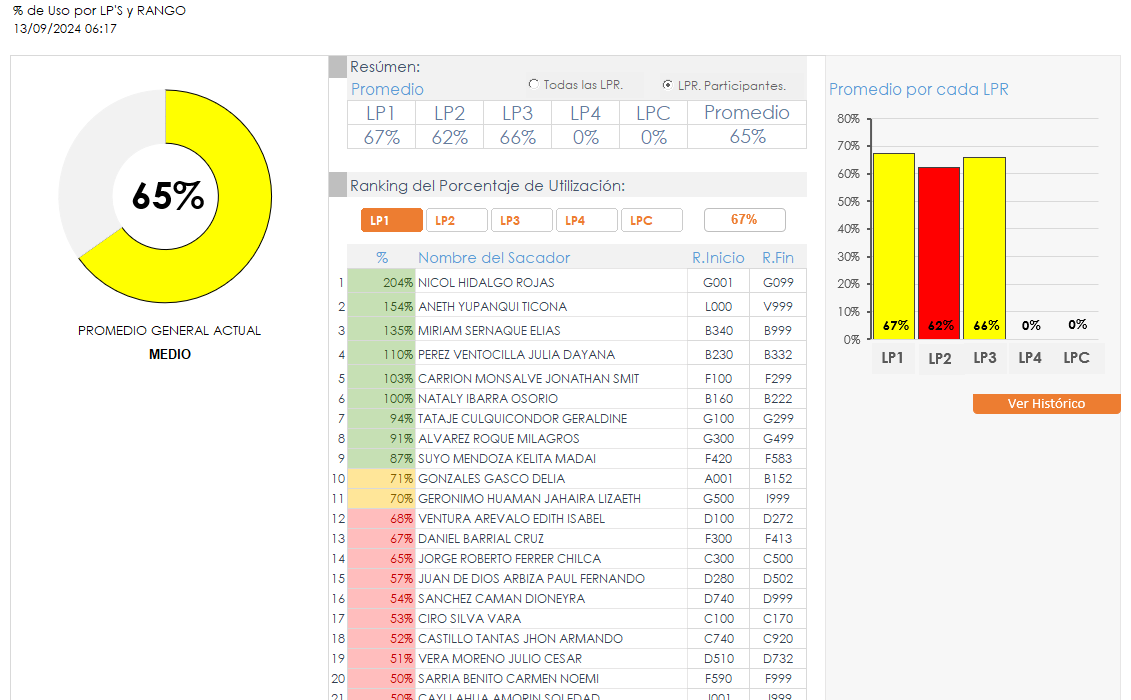 % de Uso por LP'S y RANGO
13/09/2024 06:17
65%
PROMEDIO GENERAL ACTUAL
MEDIO
Resúmen:
Promedio
Todas las LPR. LPR. Participantes.
LP1 LP2 LP3 LP4 LPC Promedio
67% 62% 66% 0% 0% 65%
Ranking del Porcentaje de Utilización:
LP1 LP2 LP3 LP4 LPC 67%
% Nombre del Sacador R.Inicio R.Fin
1 204% NICOL HIDALGO ROJAS G001 G099
2 154% ANETH YUPANQUI TICONA L000 V999
3 135% MIRIAM SERNAQUE ELIAS B340 B999
4 110% PEREZ VENTOCILLA JULIA DAYANA B230 B332
5 103% CARRION MONSALVE JONATHAN SMIT F100 F299
6 100% NATALY IBARRA OSORIO B160 B222
7 94% TATAJE CULQUICONDOR GERALDINE G100 G299
8 91% ALVAREZ ROQUE MILAGROS G300 G499
9 87% SUYO MENDOZA KELITA MADAI F420 F583
10 71% GONZALES GASCO DELIA A001 B152
11 70% GERONIMO HUAMAN JAHAIRA LIZAETH G500 I999
12 68% VENTURA AREVALO EDITH ISABEL D100 D272
13 67% DANIEL BARRIAL CRUZ F300 F413
14 65% JORGE ROBERTO FERRER CHILCA C300 C500
15 57% JUAN DE DIOS ARBIZA PAUL FERNANDO D280 D502
16 54% SANCHEZ CAMAN DIONEYRA D740 D999
17 53% CIRO SILVA VARA C100 C170
18 52% CASTILLO TANTAS JHON ARMANDO C740 C920
19 51% VERA MORENO JULIO CESAR D510 D732
20 50% SARRIA BENITO CARMEN NOEMI F590 F999
21 50% CAYLLAHUA AMORIN SOLEDAD J001 J999
Promedio por cada LPR
80%
70%
60%
50%
40%
30%
20%
10%
0%
67% 62% 66% 0% 0%
LP1 LP2 LP3 LP4 LPC
Ver Histórico